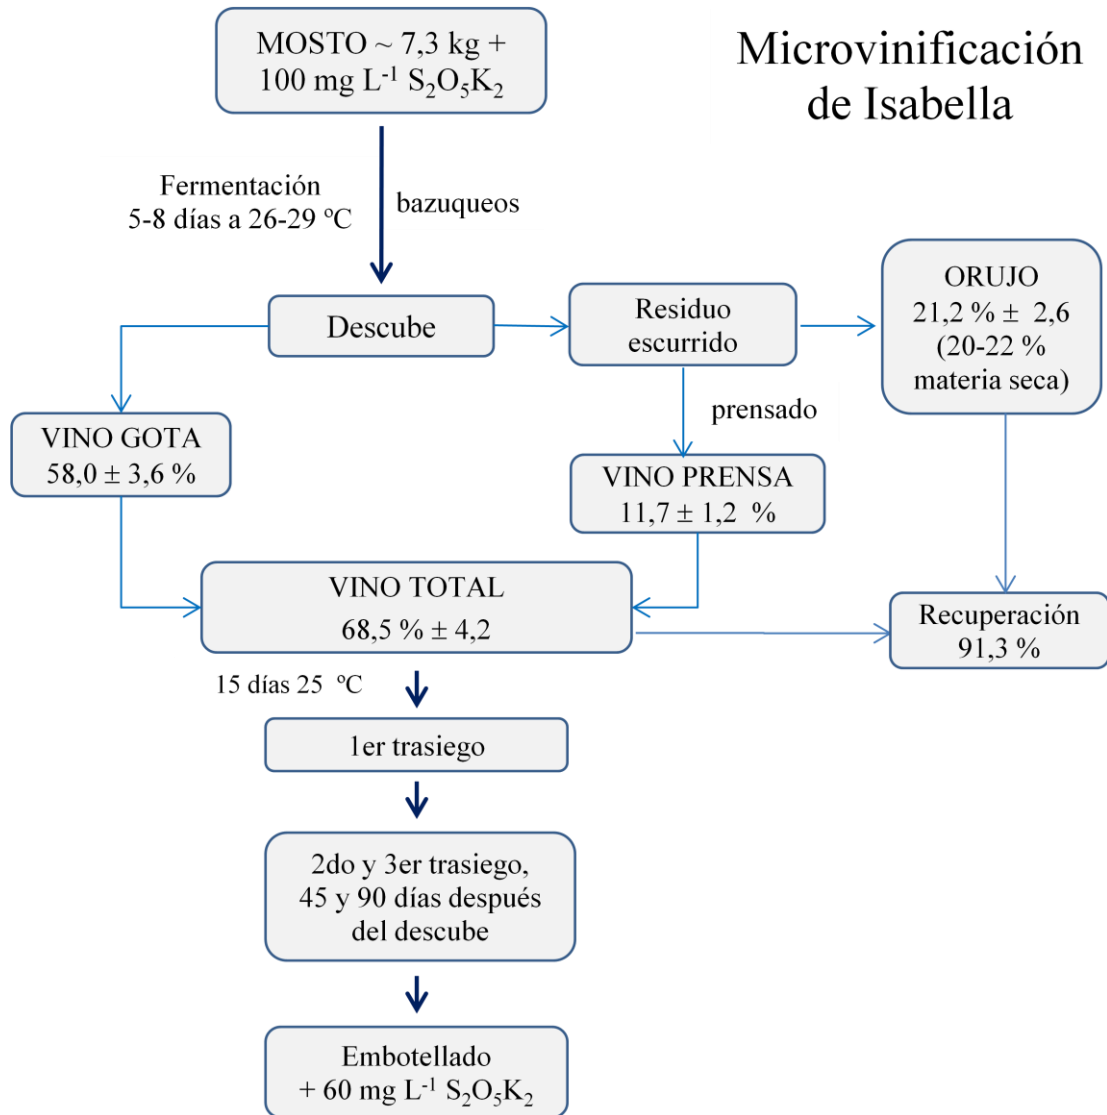 MOSTO ~ 7,3 kg +
100 mg L⁻¹ S₂O₅K₂
Microvinificación
de Isabella
Fermentación
5-8 días a 26-29 ºC
bazuqueos
Descube
Residuo
escurrido
ORUJO
21,2 % ± 2,6
(20-22 %
materia seca)
prensado
VINO GOTA
58,0 ± 3,6 %
VINO PRENSA
11,7 ± 1,2 %
VINO TOTAL
68,5 % ± 4,2
Recuperación
91,3 %
15 días 25 ºC
1er trasiego
2do y 3er trasiego,
45 y 90 días después
del descube
Embotellado
+ 60 mg L⁻¹ S₂O₅K₂